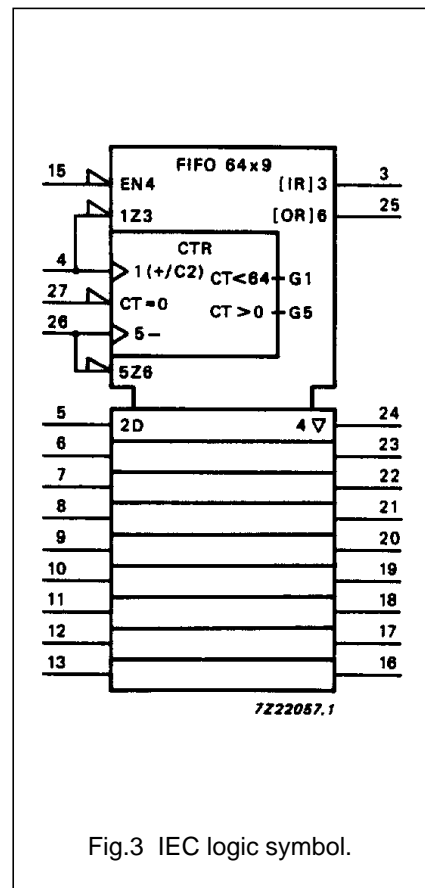 FIFO 64x9
15 EN4 [IR]3 3
1Z3 [OR]6 25
CTR
4 1(+/C2) CT<64 G1
27 CT=0 CT>0 G5
26 5−
5Z6
5 2D 4 ▽ 24
6 23
7 22
8 21
9 20
10 19
11 18
12 17
13 16
7Z22057.1
Fig.3 IEC logic symbol.